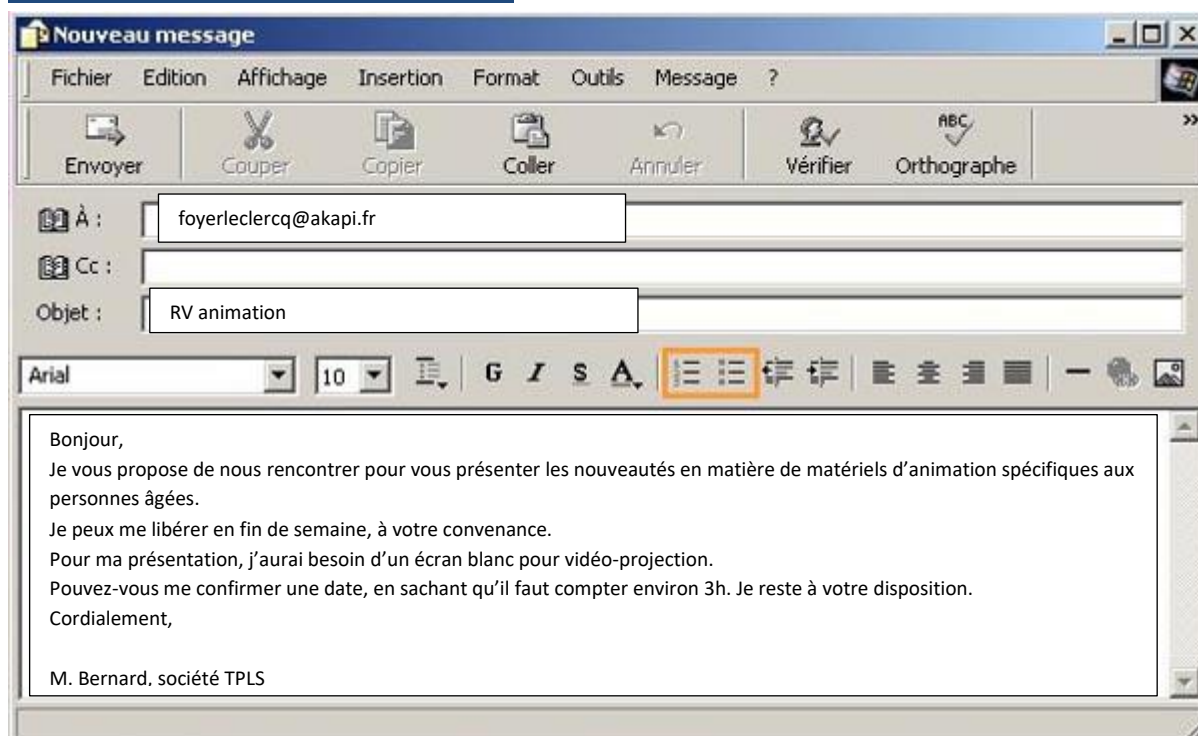 Nouveau message
Fichier Edition Affichage Insertion Format Outils Message ?
ABC
Envoyer Couper Copier Coller Annuler Vérifier Orthographe
À : foyerleclercq@akapi.fr
Cc :
Objet : RV animation
Arial 10 G I S A
Bonjour,
Je vous propose de nous rencontrer pour vous présenter les nouveautés en matière de matériels d’animation spécifiques aux
personnes âgées.
Je peux me libérer en fin de semaine, à votre convenance.
Pour ma présentation, j’aurai besoin d’un écran blanc pour vidéo-projection.
Pouvez-vous me confirmer une date, en sachant qu’il faut compter environ 3h. Je reste à votre disposition.
Cordialement,
M. Bernard, société TPLS